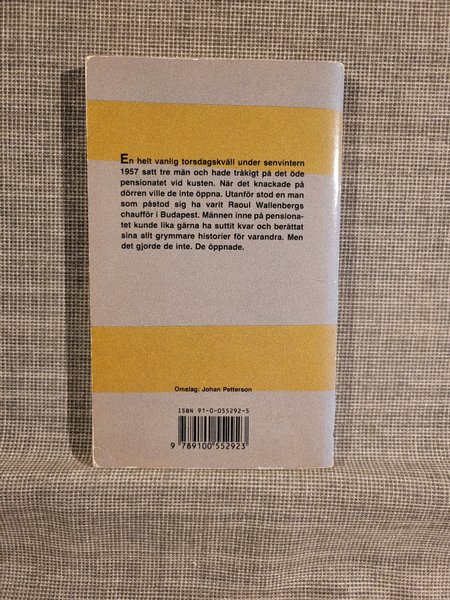 En helt vanlig torsdagskväll under senvintern
1957 satt tre män och hade tråkigt på det öde
pensionatet vid kusten. När det knackade på
dörren ville de inte öppna. Utanför stod en man
som påstod sig ha varit Raoul Wallenbergs
chaufför i Budapest. Männen inne på pensiona-
tet kunde lika gärna ha suttit kvar och berättat
sina allt grymmare historier för varandra. Men
det gjorde de inte. De öppnade.
Omslag: Johan Petterson
ISBN 91-0-055292-5
9 789100 552923